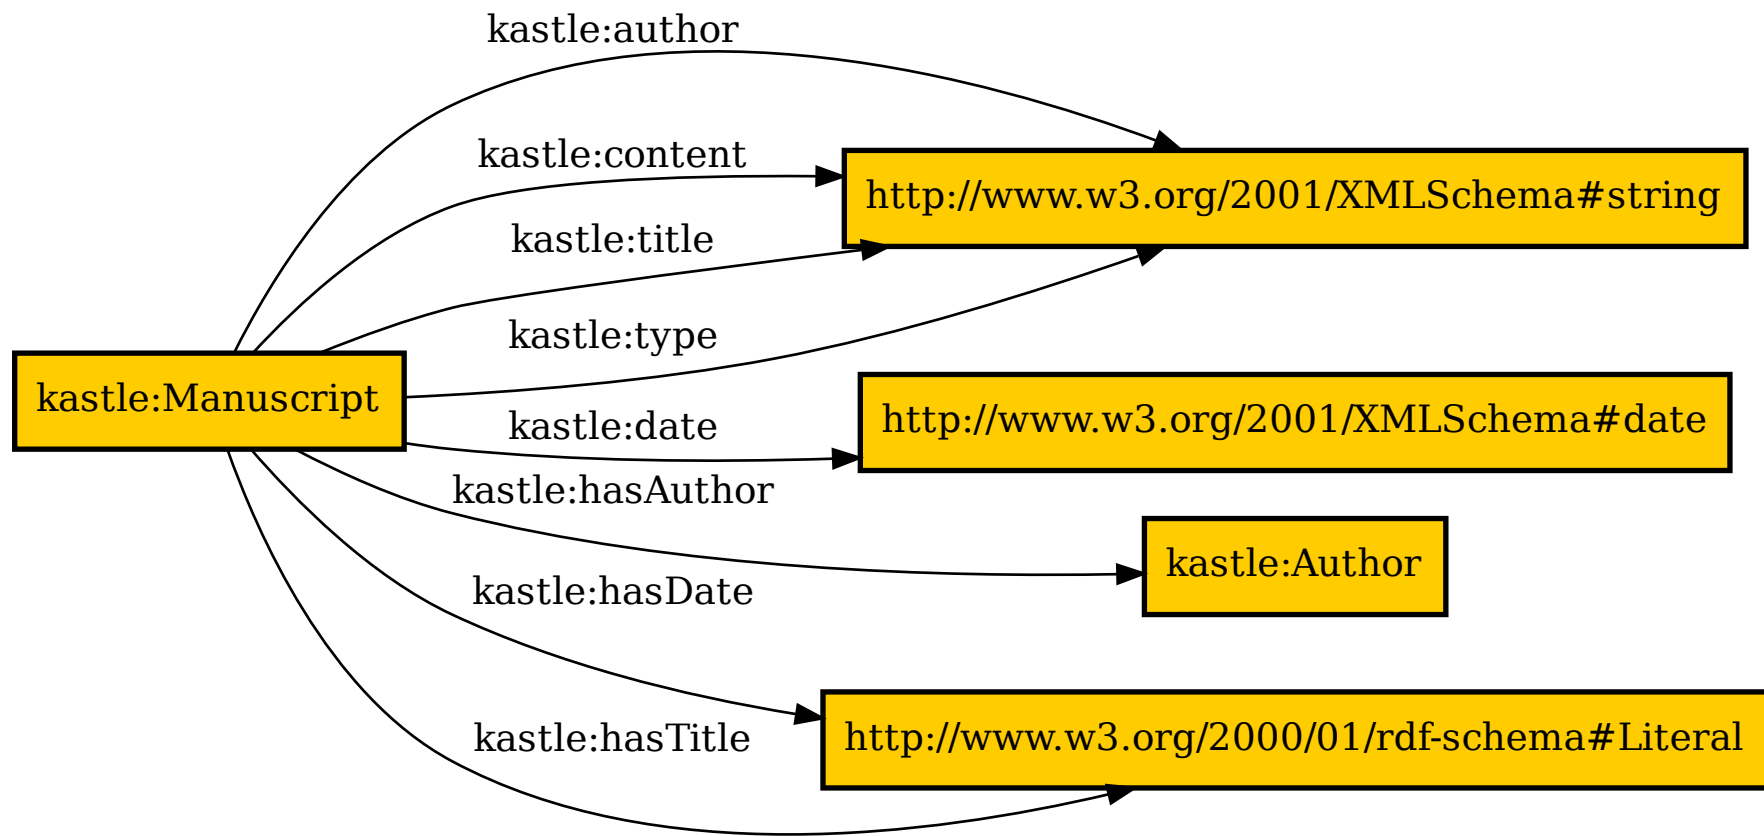 kastle:author
kastle:content
http://www.w3.org/2001/XMLSchema#string
kastle:title
kastle:type
kastle:Manuscript
http://www.w3.org/2001/XMLSchema#date
kastle:date
kastle:hasAuthor
kastle:Author
kastle:hasDate
http://www.w3.org/2000/01/rdf-schema#Literal
kastle:hasTitle